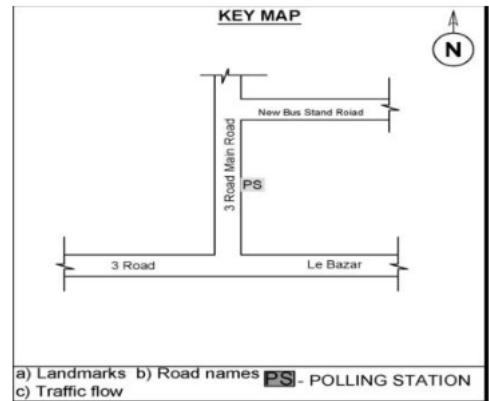 KEY MAP
N
New Bus Stand Roiad
3 Road Main Road
PS
3 Road
Le Bazar
a) Landmarks b) Road names PS - POLLING STATION
c) Traffic flow